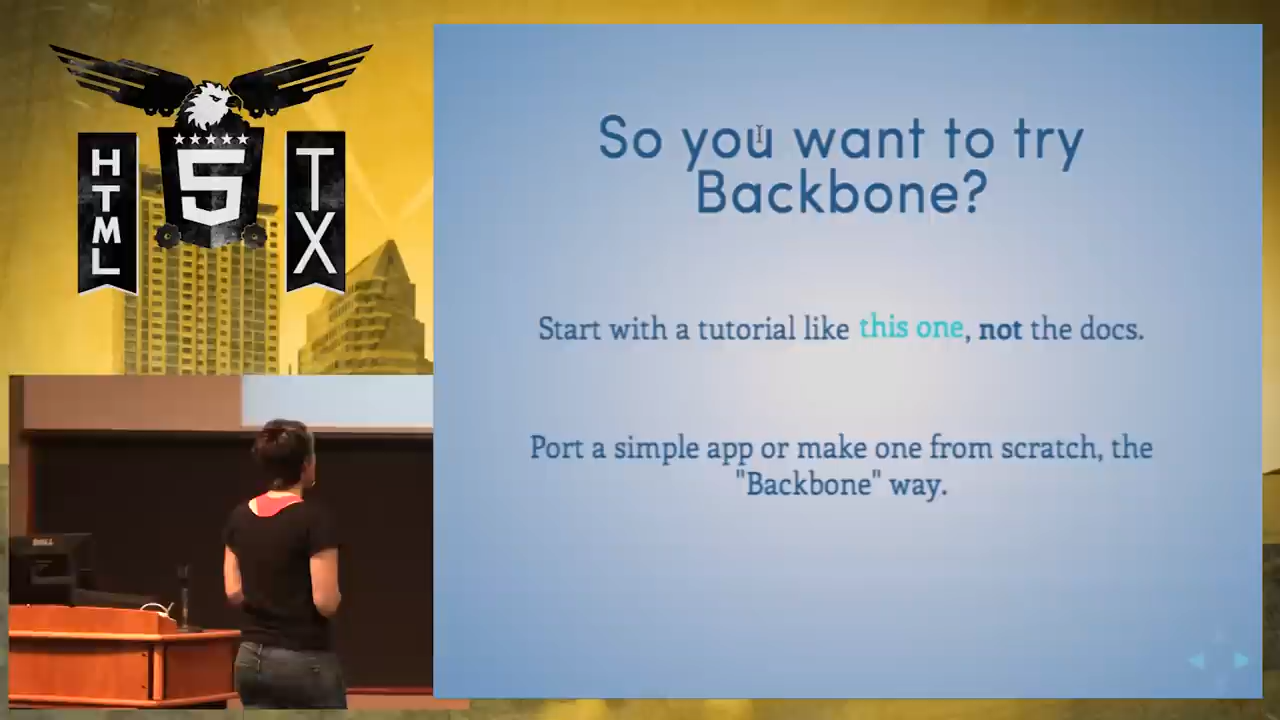 HTML
5
TX
So you want to try
Backbone?
Start with a tutorial like this one, not the docs.
Port a simple app or make one from scratch, the
"Backbone" way.
DELL